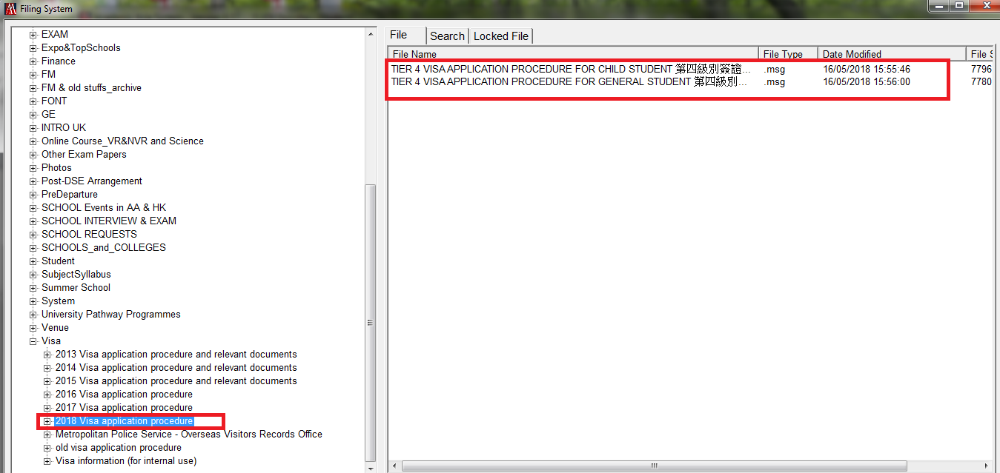 Filing System
EXAM
Expo&TopSchools
Finance
FM
FM & old stuffs_archive
FONT
GE
INTRO UK
Online Course_VR&NVR and Science
Other Exam Papers
Photos
Post-DSE Arrangement
PreDeparture
SCHOOL Events in AA & HK
SCHOOL INTERVIEW & EXAM
SCHOOL REQUESTS
SCHOOLS_and_COLLEGES
Student
SubjectSyllabus
Summer School
System
University Pathway Programmes
Venue
Visa
2013 Visa application procedure and relevant documents
2014 Visa application procedure and relevant documents
2015 Visa application procedure and relevant documents
2016 Visa application procedure
2017 Visa application procedure
2018 Visa application procedure
Metropolitan Police Service - Overseas Visitors Records Office
old visa application procedure
Visa information (for internal use)
File Search Locked File
File Name File Type Date Modified File S
TIER 4 VISA APPLICATION PROCEDURE FOR CHILD STUDENT 第四級別簽證... .msg 16/05/2018 15:55:46 7796
TIER 4 VISA APPLICATION PROCEDURE FOR GENERAL STUDENT 第四級別... .msg 16/05/2018 15:56:00 7780